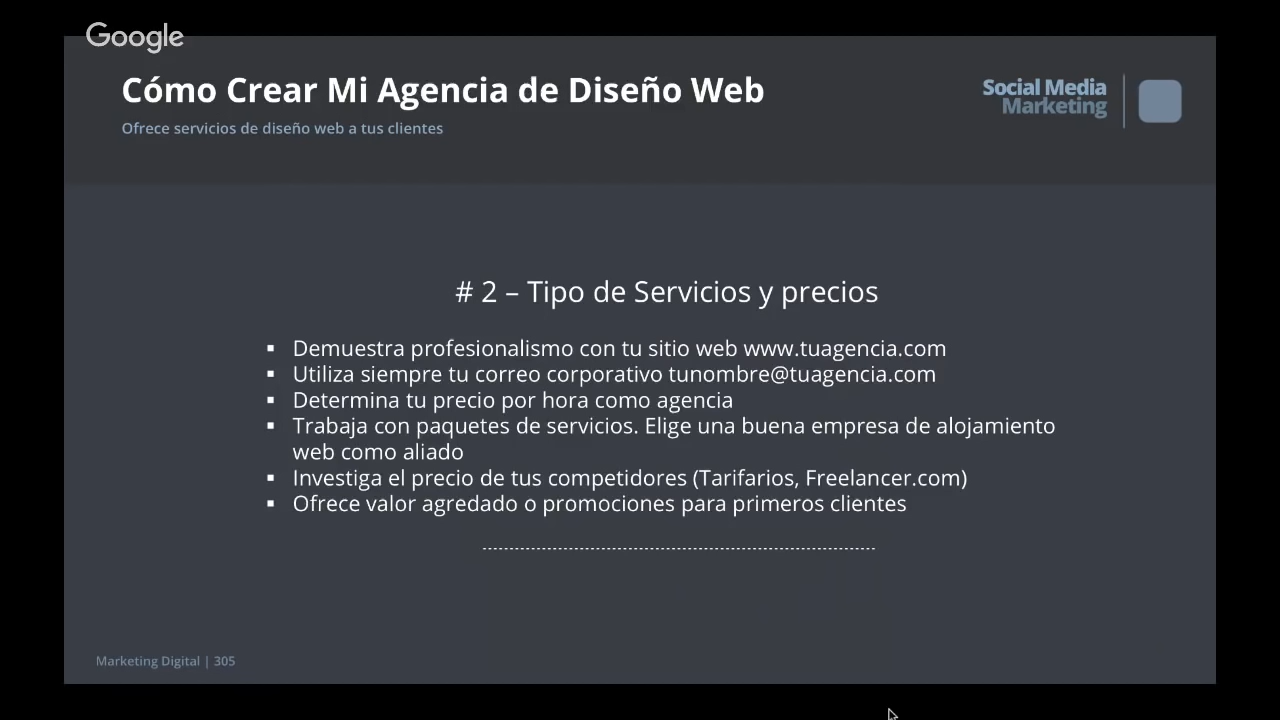 Google
Cómo Crear Mi Agencia de Diseño Web
Ofrece servicios de diseño web a tus clientes
Social Media
Marketing
# 2 – Tipo de Servicios y precios
▪ Demuestra profesionalismo con tu sitio web www.tuagencia.com
▪ Utiliza siempre tu correo corporativo tunombre@tuagencia.com
▪ Determina tu precio por hora como agencia
▪ Trabaja con paquetes de servicios. Elige una buena empresa de alojamiento
web como aliado
▪ Investiga el precio de tus competidores (Tarifarios, Freelancer.com)
▪ Ofrece valor agredado o promociones para primeros clientes
Marketing Digital | 305